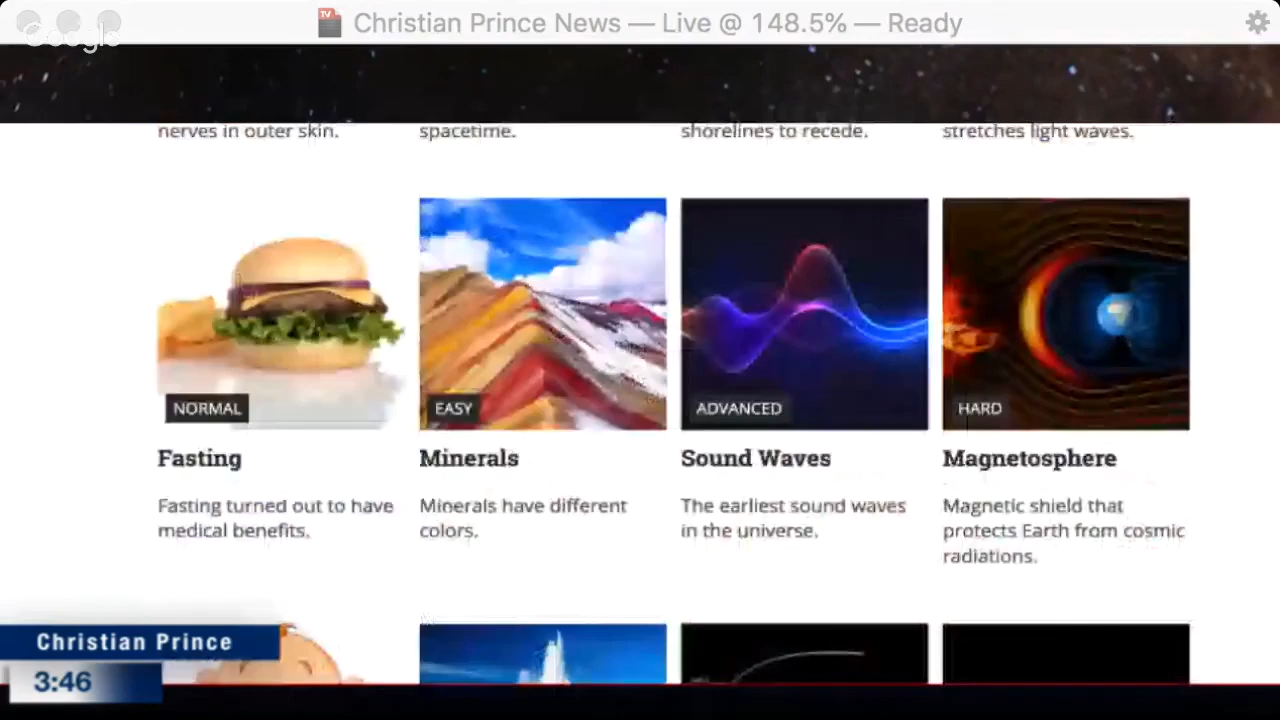 Christian Prince News — Live @ 148.5% — Ready
Google
nerves in outer skin.
spacetime.
shorelines to recede.
stretches light waves.
NORMAL
EASY
ADVANCED
HARD
Fasting
Minerals
Sound Waves
Magnetosphere
Fasting turned out to have
medical benefits.
Minerals have different
colors.
The earliest sound waves
in the universe.
Magnetic shield that
protects Earth from cosmic
radiations.
Christian Prince
3:46